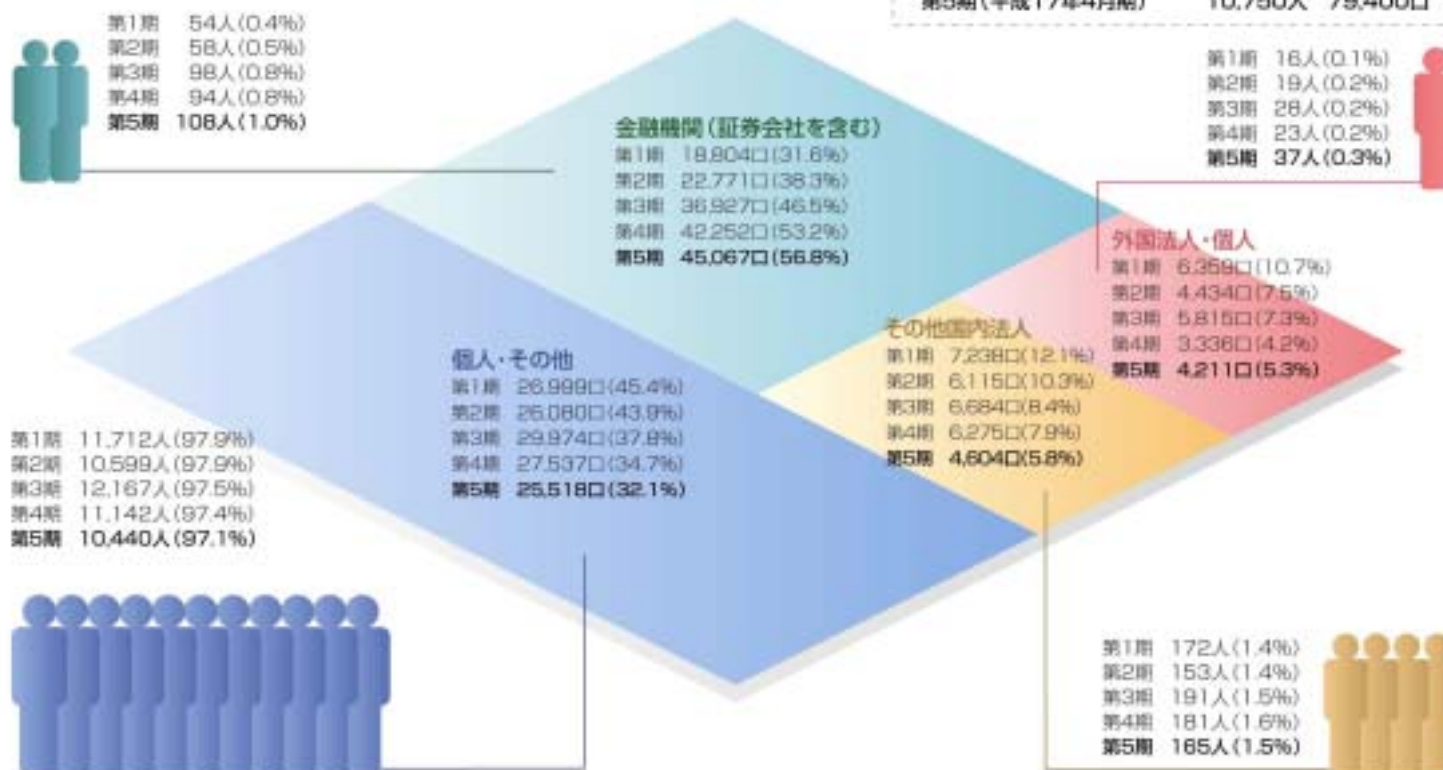 第5期(平成17年4月期) 10,750人 79,400口
第1期 54人(0.4%)
第2期 58人(0.5%)
第3期 98人(0.8%)
第4期 94人(0.8%)
第5期 108人(1.0%)
第1期 16人(0.1%)
第2期 19人(0.2%)
第3期 28人(0.2%)
第4期 23人(0.2%)
第5期 37人(0.3%)
金融機関(証券会社を含む)
第1期 18,804口(31.6%)
第2期 22,771口(38.3%)
第3期 36,927口(46.5%)
第4期 42,252口(53.2%)
第5期 45,067口(56.8%)
外国法人・個人
第1期 6,359口(10.7%)
第2期 4,434口(7.5%)
第3期 5,815口(7.3%)
第4期 3,336口(4.2%)
第5期 4,211口(5.3%)
その他国内法人
第1期 7,238口(12.1%)
第2期 6,115口(10.3%)
第3期 6,684口(8.4%)
第4期 6,275口(7.9%)
第5期 4,604口(5.8%)
個人・その他
第1期 26,999口(45.4%)
第2期 26,080口(43.9%)
第3期 29,974口(37.8%)
第4期 27,537口(34.7%)
第5期 25,518口(32.1%)
第1期 11,712人(97.9%)
第2期 10,599人(97.9%)
第3期 12,167人(97.5%)
第4期 11,142人(97.4%)
第5期 10,440人(97.1%)
第1期 172人(1.4%)
第2期 153人(1.4%)
第3期 191人(1.5%)
第4期 181人(1.6%)
第5期 165人(1.5%)